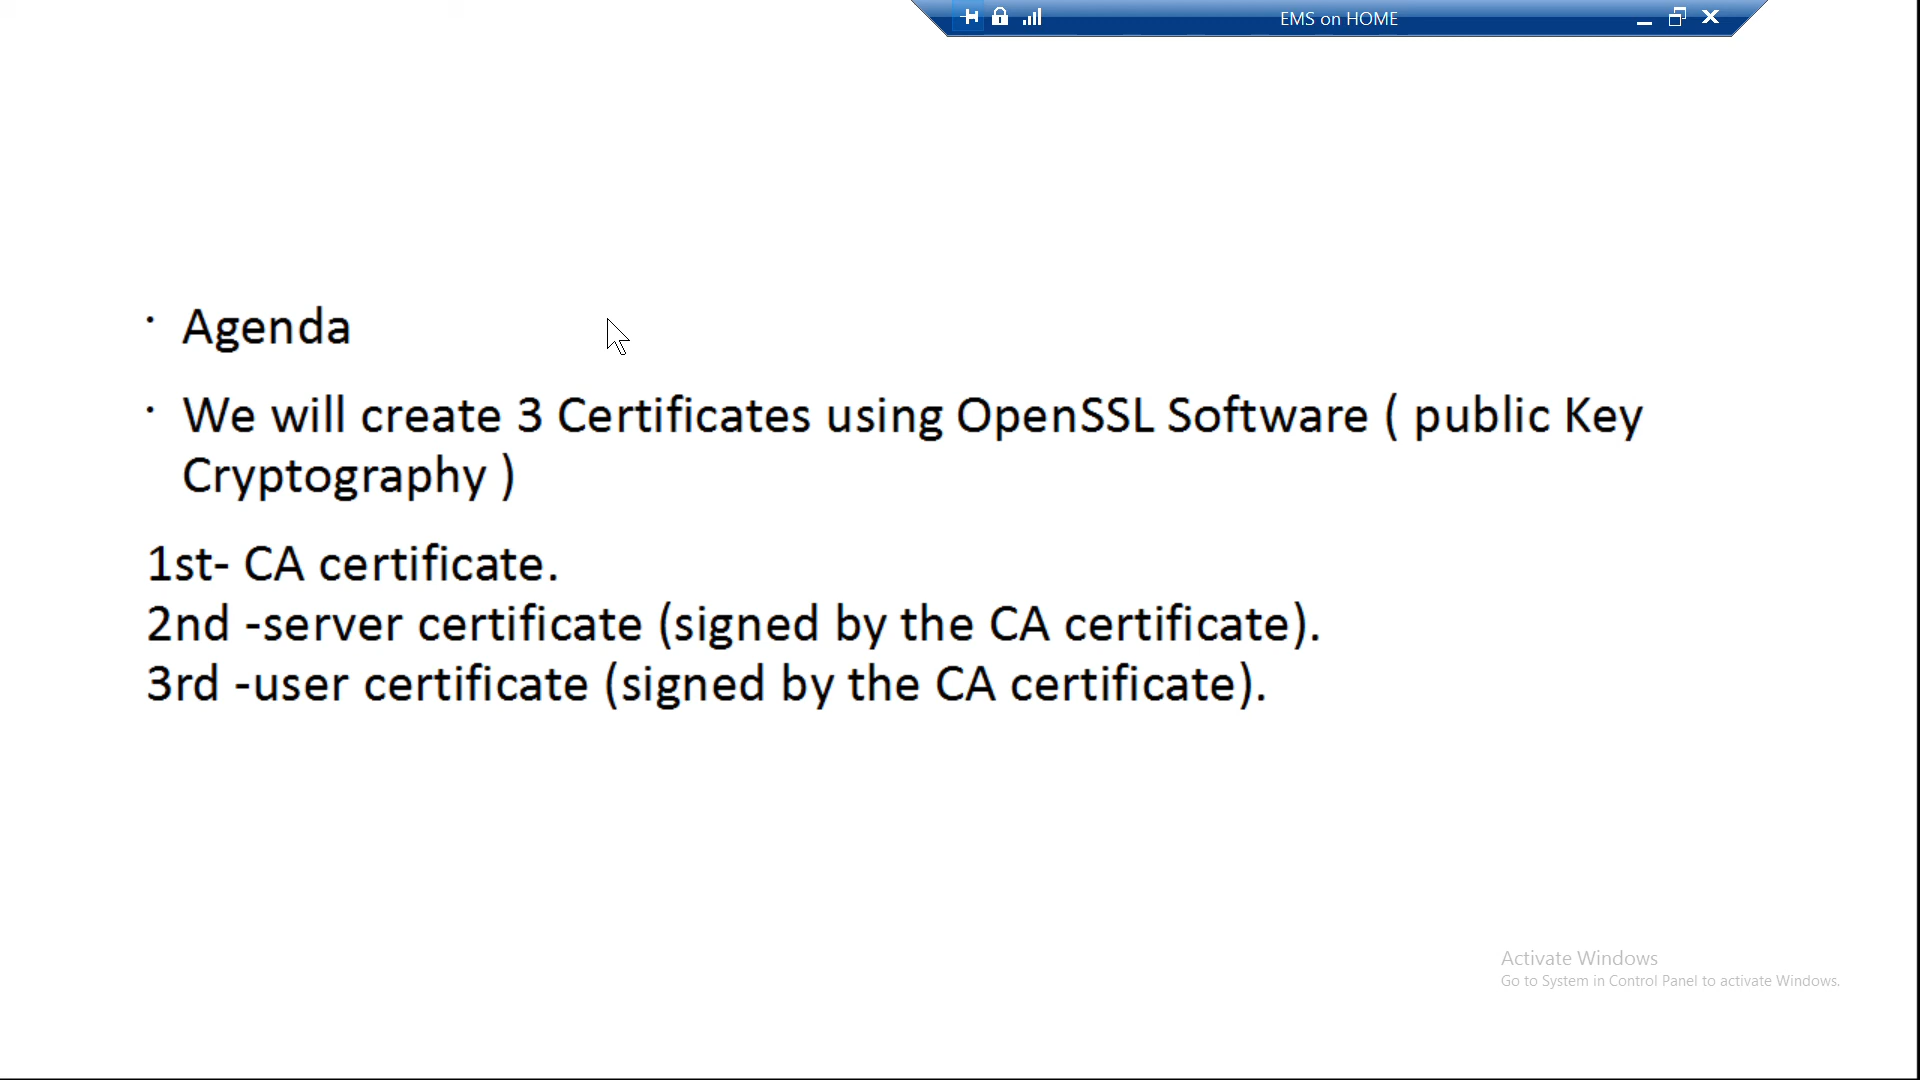 EMS on HOME
· Agenda
· We will create 3 Certificates using OpenSSL Software ( public Key
Cryptography )
1st- CA certificate.
2nd -server certificate (signed by the CA certificate).
3rd -user certificate (signed by the CA certificate).
Activate Windows
Go to System in Control Panel to activate Windows.